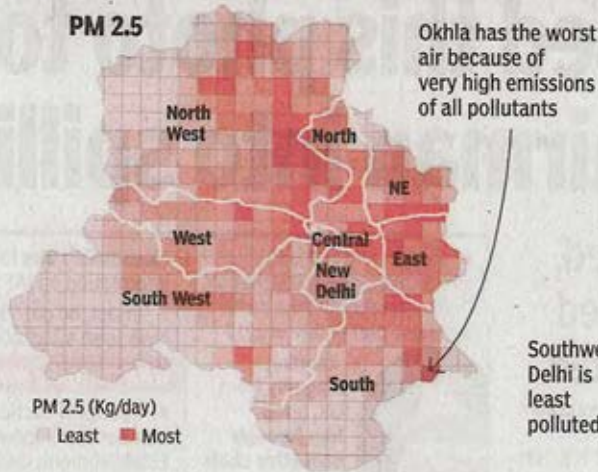 PM 2.5
Okhla has the worst
air because of
very high emissions
of all pollutants
North
West
North
NE
West
Central
East
New
Delhi
South West
South
Delhi is
least
PM 2.5 (Kg/day)
Least Most